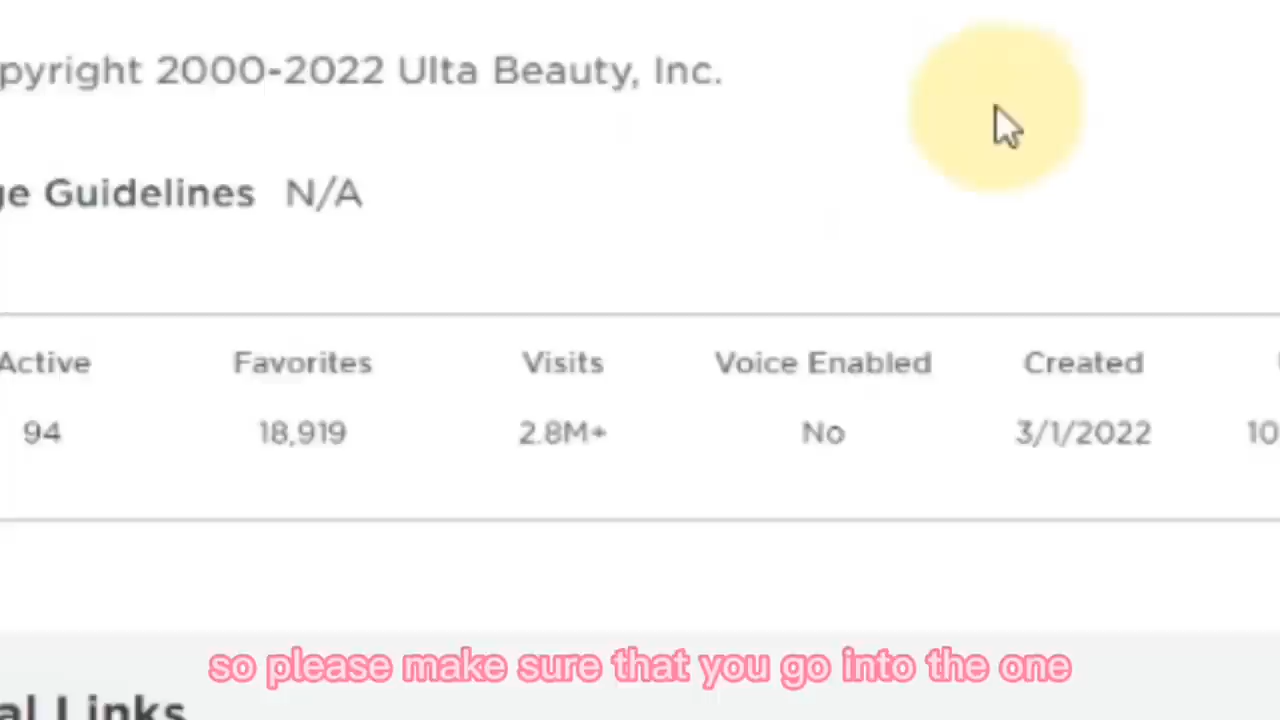 pyright 2000-2022 Ulta Beauty, Inc.
ge Guidelines N/A
Active Favorites Visits Voice Enabled Created
94 18,919 2.8M+ No 3/1/2022 10
so please make sure that you go into the one
al Links